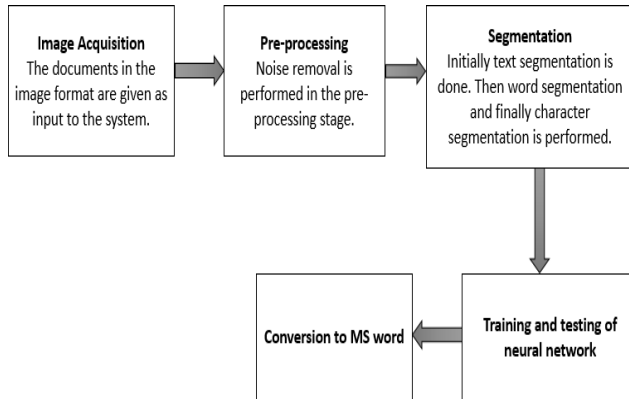 Image Acquisition
The documents in the
image format are given as
input to the system.
Pre-processing
Noise removal is
performed in the pre-
processing stage.
Segmentation
Initially text segmentation is
done. Then word segmentation
and finally character
segmentation is performed.
Training and testing of
neural network
Conversion to MS word